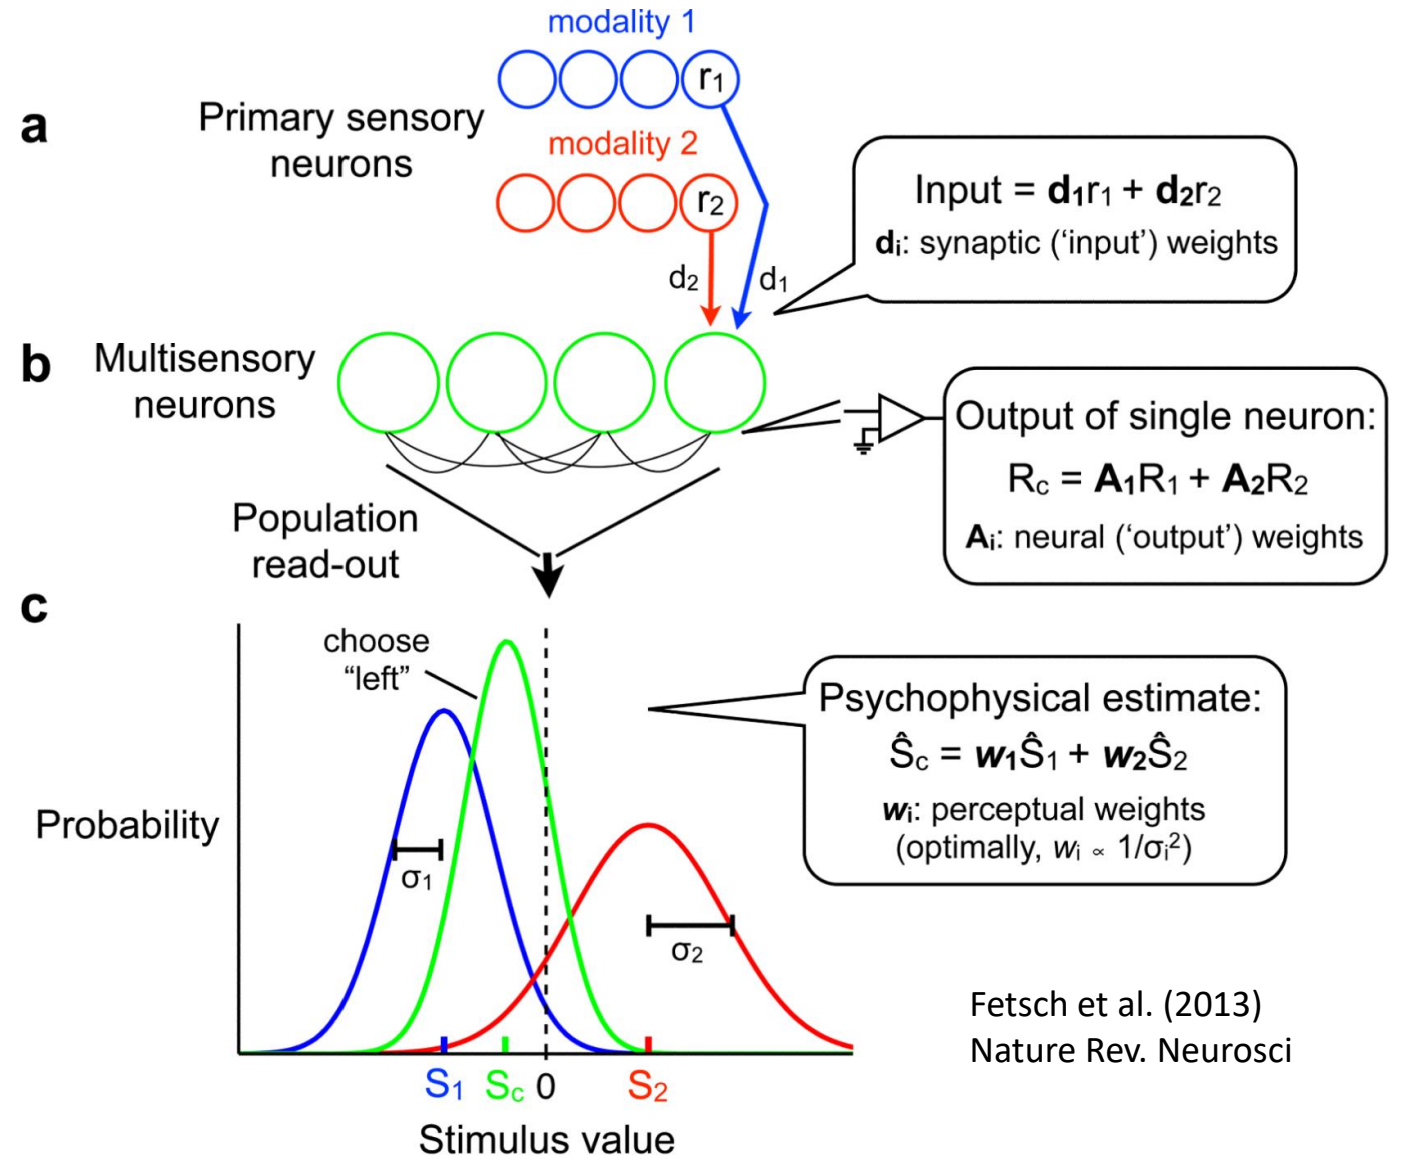 modality 1
r1
a
Primary sensory
neurons
modality 2
r2
d2
d1
Input = d1r1 + d2r2
di: synaptic (‘input’) weights
b
Multisensory
neurons
Output of single neuron:
Rc = A1R1 + A2R2
Ai: neural (‘output’) weights
Population
read-out
c
choose
“left”
Psychophysical estimate:
Ŝc = w1Ŝ1 + w2Ŝ2
wi: perceptual weights
(optimally, wi ∝ 1/σi²)
Probability
σ1
σ2
S1 Sc 0 S2
Stimulus value
Fetsch et al. (2013)
Nature Rev. Neurosci